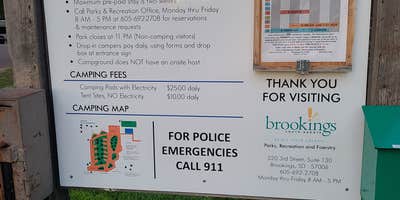 Maximum pre-paid stay is two weeks
Call Parks & Recreation Office, Monday thru Friday
8 AM - 5 PM at 605-692-2708 for reservations
& maintenance requests
Park closes at 11 PM (Non-camping visitors)
Drop-in campers pay daily, using forms and drop
box at entrance sign
Campground does NOT have an onsite host
CAMPING FEES
Camping Pads with Electricity $25.00 daily
Tent Sites, NO Electricity $10.00 daily
CAMPING MAP
FOR POLICE
EMERGENCIES
CALL 911
THANK YOU
FOR VISITING
brookings
SOUTH DAKOTA
Parks, Recreation and Forestry
220 3rd Street, Suite 130
Brookings, SD 57006
605-692-2708
Monday thru Friday 8 AM - 5 PM